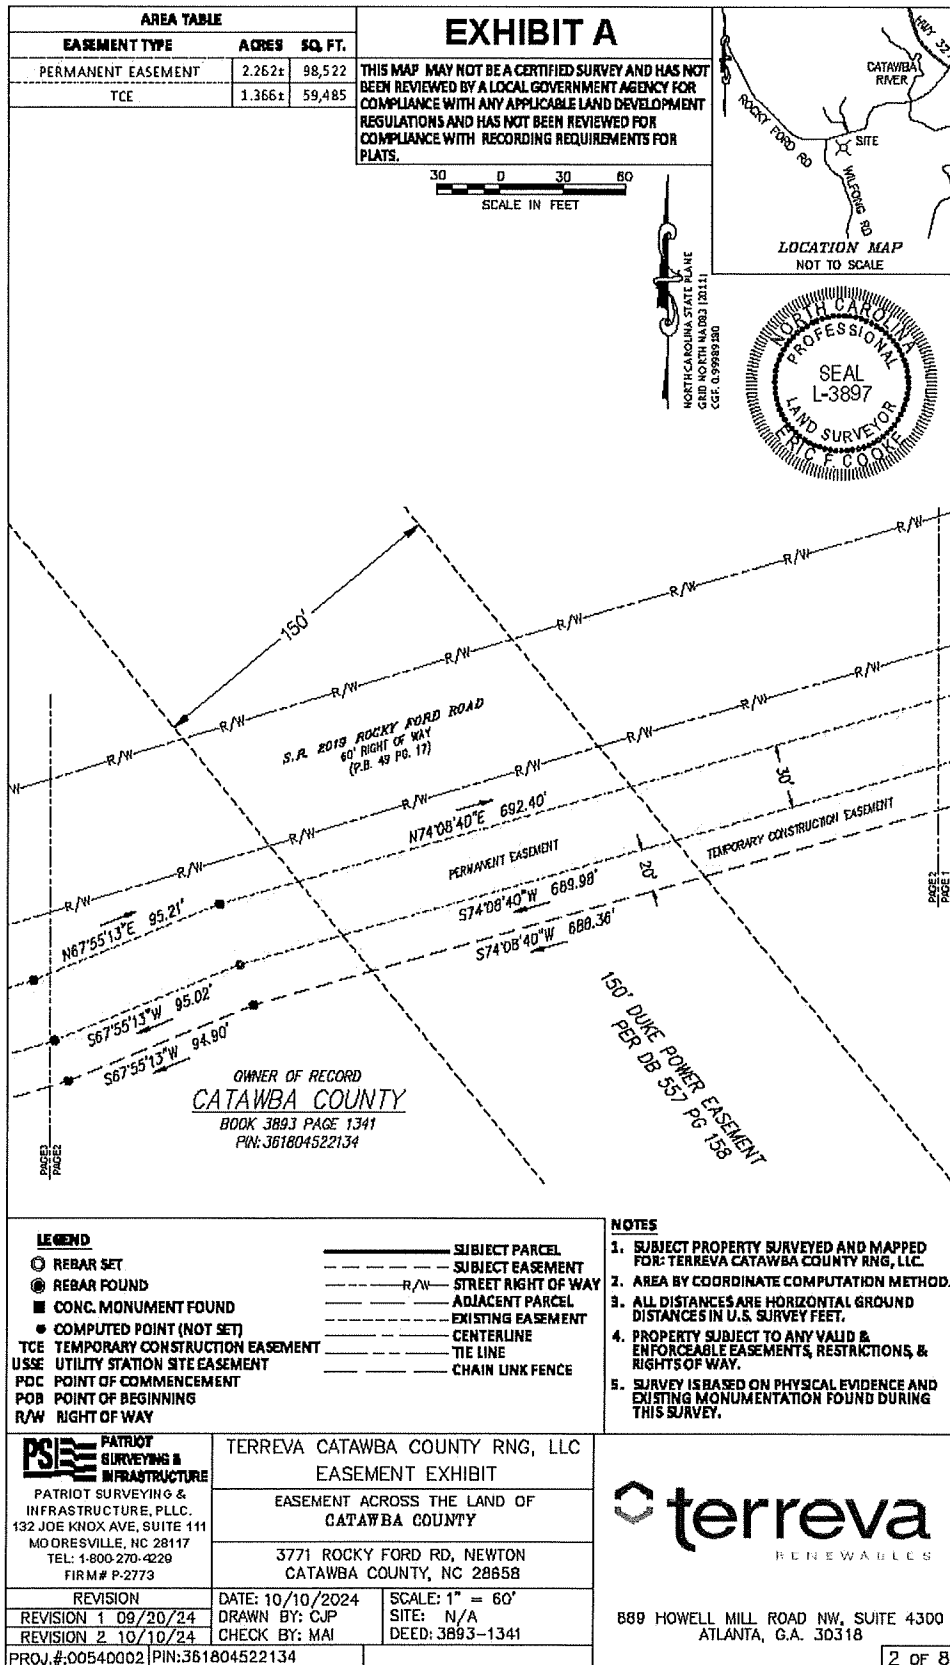 AREA TABLE
EASEMENT TYPE ACRES SQ. FT.
PERMANENT EASEMENT 2.262± 98,522
TCE 1.366± 59,485
EXHIBIT A
THIS MAP MAY NOT BE A CERTIFIED SURVEY AND HAS NOT
BEEN REVIEWED BY A LOCAL GOVERNMENT AGENCY FOR
COMPLIANCE WITH ANY APPLICABLE LAND DEVELOPMENT
REGULATIONS AND HAS NOT BEEN REVIEWED FOR
COMPLIANCE WITH RECORDING REQUIREMENTS FOR
PLATS.
30 0 30 60
SCALE IN FEET
HWY 32
CATAWBA
RIVER
ROCKY FORD RD
SITE
WILFONG RD
LOCATION MAP
NOT TO SCALE
NORTH CAROLINA STATE PLANE
GRID NORTH NAD83 (2011)
CGF: 0.99989280
NORTH CAROLINA
PROFESSIONAL
SEAL
L-3897
LAND SURVEYOR
ERIC F. COOKE
150'
R/W R/W R/W R/W R/W R/W R/W R/W R/W
S.R. 2019 ROCKY FORD ROAD
60' RIGHT OF WAY
(P.B. 49 PG. 17)
R/W R/W R/W R/W R/W R/W R/W
N74°08'40"E 692.40'
30'
PERMANENT EASEMENT
TEMPORARY CONSTRUCTION EASEMENT
20'
N67°55'13"E 95.21'
S74°08'40"W 689.98'
S74°08'40"W 688.36'
S67°55'13"W 95.02'
S67°55'13"W 94.90'
150' DUKE POWER EASEMENT
PER DB 557 PG 158
OWNER OF RECORD
CATAWBA COUNTY
BOOK 3893 PAGE 1341
PIN: 361804522134
PAGE3
PAGE2
PAGE2
PAGE1
LEGEND
REBAR SET
REBAR FOUND
CONC. MONUMENT FOUND
COMPUTED POINT (NOT SET)
TCE TEMPORARY CONSTRUCTION EASEMENT
USSE UTILITY STATION SITE EASEMENT
POC POINT OF COMMENCEMENT
POB POINT OF BEGINNING
R/W RIGHT OF WAY
SUBJECT PARCEL
SUBJECT EASEMENT
R/W STREET RIGHT OF WAY
ADJACENT PARCEL
EXISTING EASEMENT
CENTERLINE
TIE LINE
CHAIN LINK FENCE
NOTES
1. SUBJECT PROPERTY SURVEYED AND MAPPED
FOR: TERREVA CATAWBA COUNTY RNG, LLC.
2. AREA BY COORDINATE COMPUTATION METHOD.
3. ALL DISTANCES ARE HORIZONTAL GROUND
DISTANCES IN U.S. SURVEY FEET.
4. PROPERTY SUBJECT TO ANY VALID &
ENFORCEABLE EASEMENTS, RESTRICTIONS, &
RIGHTS OF WAY.
5. SURVEY IS BASED ON PHYSICAL EVIDENCE AND
EXISTING MONUMENTATION FOUND DURING
THIS SURVEY.
PSI PATRIOT
SURVEYING &
INFRASTRUCTURE
PATRIOT SURVEYING &
INFRASTRUCTURE, PLLC.
132 JOE KNOX AVE, SUITE 111
MOORESVILLE, NC 28117
TEL: 1-800-270-4229
FIRM# P-2773
TERREVA CATAWBA COUNTY RNG, LLC
EASEMENT EXHIBIT
EASEMENT ACROSS THE LAND OF
CATAWBA COUNTY
3771 ROCKY FORD RD, NEWTON
CATAWBA COUNTY, NC 28658
REVISION
REVISION 1 09/20/24
REVISION 2 10/10/24
DATE: 10/10/2024
DRAWN BY: CJP
CHECK BY: MAI
SCALE: 1" = 60'
SITE: N/A
DEED: 3893-1341
PROJ.#:00540002 PIN:361804522134
terreva
RENEWABLES
889 HOWELL MILL ROAD NW, SUITE 4300
ATLANTA, G.A. 30318
2 OF 8